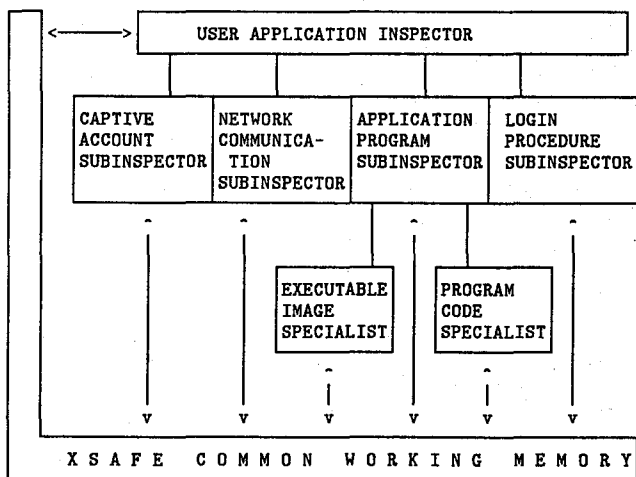 USER APPLICATION INSPECTOR
CAPTIVE
ACCOUNT
SUBINSPECTOR
NETWORK
COMMUNICA-
TION
SUBINSPECTOR
APPLICATION
PROGRAM
SUBINSPECTOR
LOGIN
PROCEDURE
SUBINSPECTOR
EXECUTABLE
IMAGE
SPECIALIST
PROGRAM
CODE
SPECIALIST
XSAFE COMMON WORKING MEMORY